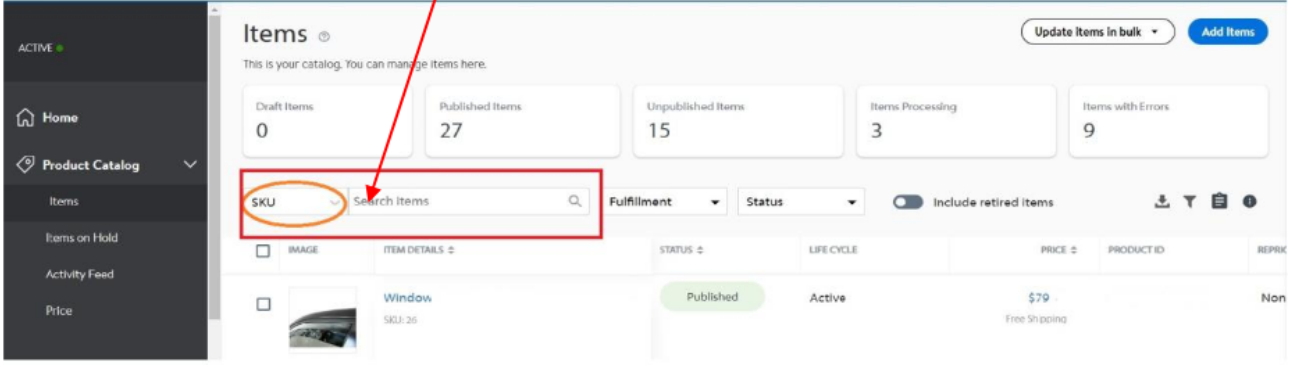 ACTIVE
Home
Product Catalog
Items
Items on Hold
Activity Feed
Price
Items
Update Items in bulk
Add Items
This is your catalog. You can manage items here.
Draft Items
0
Published Items
27
Unpublished Items
15
Items Processing
3
Items with Errors
9
SKU
Search Items
Fulfillment
Status
Include retired items
IMAGE
ITEM DETAILS
STATUS
LIFE CYCLE
PRICE
PRODUCT ID
Window
SKU: 26
Published
Active
$79
Free Shipping
Non